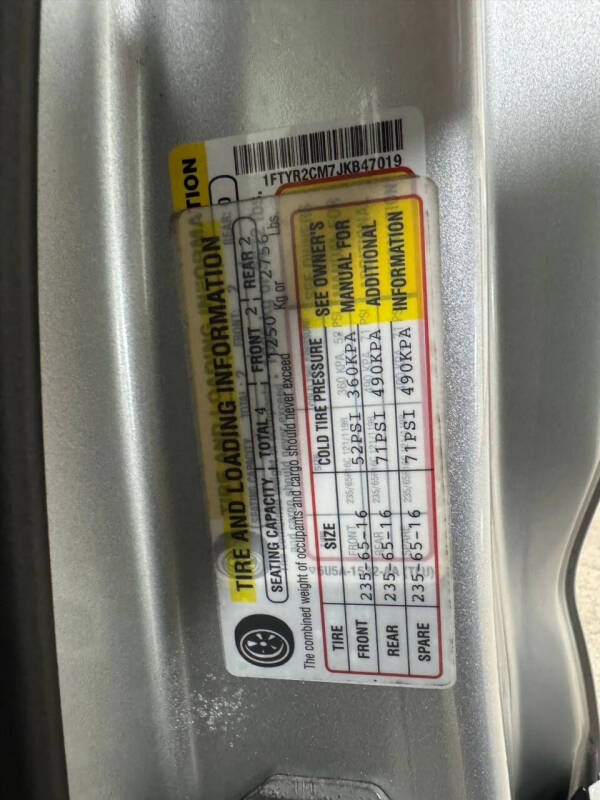 1FTYR2CM7JKB47019
TION
TIRE AND LOADING INFORMATION
SEATING CAPACITY TOTAL 4 FRONT 2 REAR 2
The combined weight of occupants and cargo should never exceed 1250 Kg or 2756 Lbs.
TIRE SIZE COLD TIRE PRESSURE SEE OWNER'S
FRONT 235-65-16 52PSI 360KPA MANUAL FOR
REAR 235-65-16 71PSI 490KPA ADDITIONAL
SPARE 235-65-16 71PSI 490KPA INFORMATION